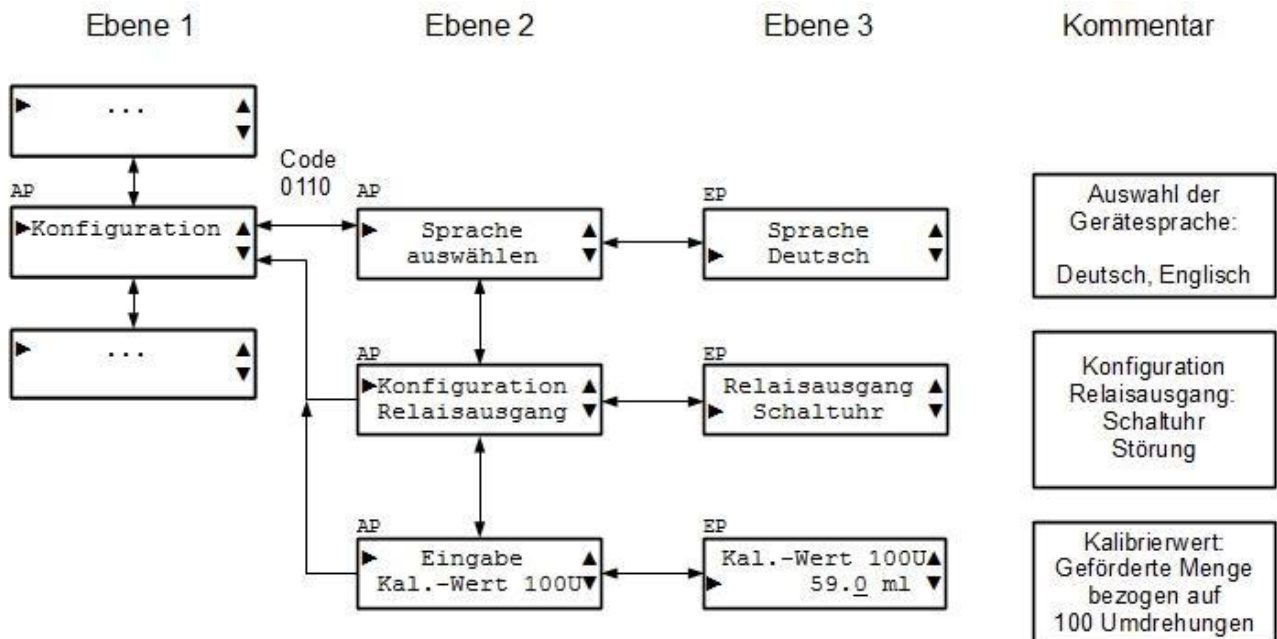 Ebene 1
Ebene 2
Ebene 3
Kommentar
...
Code
0110
AP
Konfiguration
AP
Sprache
auswählen
EP
Sprache
Deutsch
Auswahl der
Gerätesprache:
Deutsch, Englisch
...
AP
Konfiguration
Relaisausgang
EP
Relaisausgang
Schaltuhr
Konfiguration
Relaisausgang:
Schaltuhr
Störung
AP
Eingabe
Kal.-Wert 100U
EP
Kal.-Wert 100U
59.0 ml
Kalibrierwert:
Geförderte Menge
bezogen auf
100 Umdrehungen